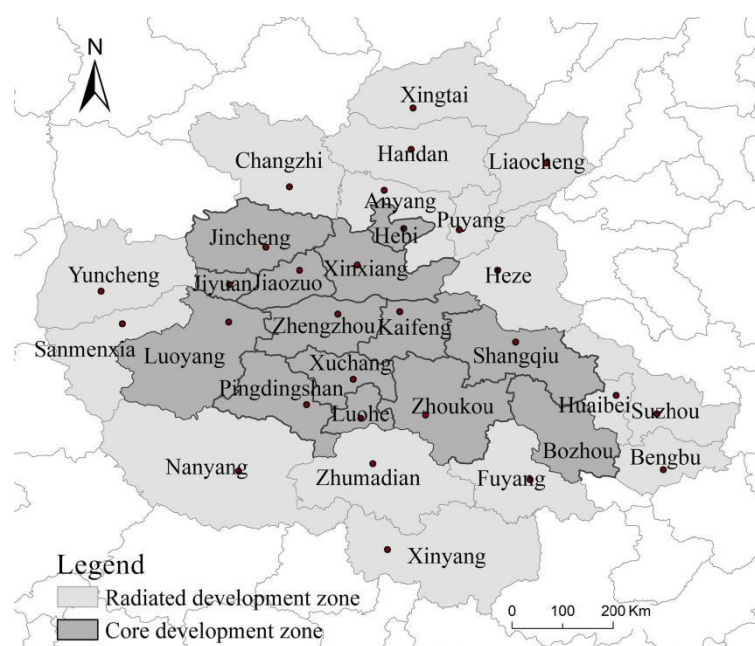 N
Xingtai
Handan
Changzhi
Liaocheng
Anyang
Puyang
Hebi
Jincheng
Xinxiang
Yuncheng
Jiyuan
Jiaozuo
Heze
Zhengzhou
Kaifeng
Sanmenxia
Luoyang
Shangqiu
Xuchang
Pingdingshan
Zhoukou
Huaibei
Suzhou
Luohe
Bozhou
Bengbu
Nanyang
Zhumadian
Fuyang
Xinyang
Legend
Radiated development zone
Core development zone
0 100 200 Km